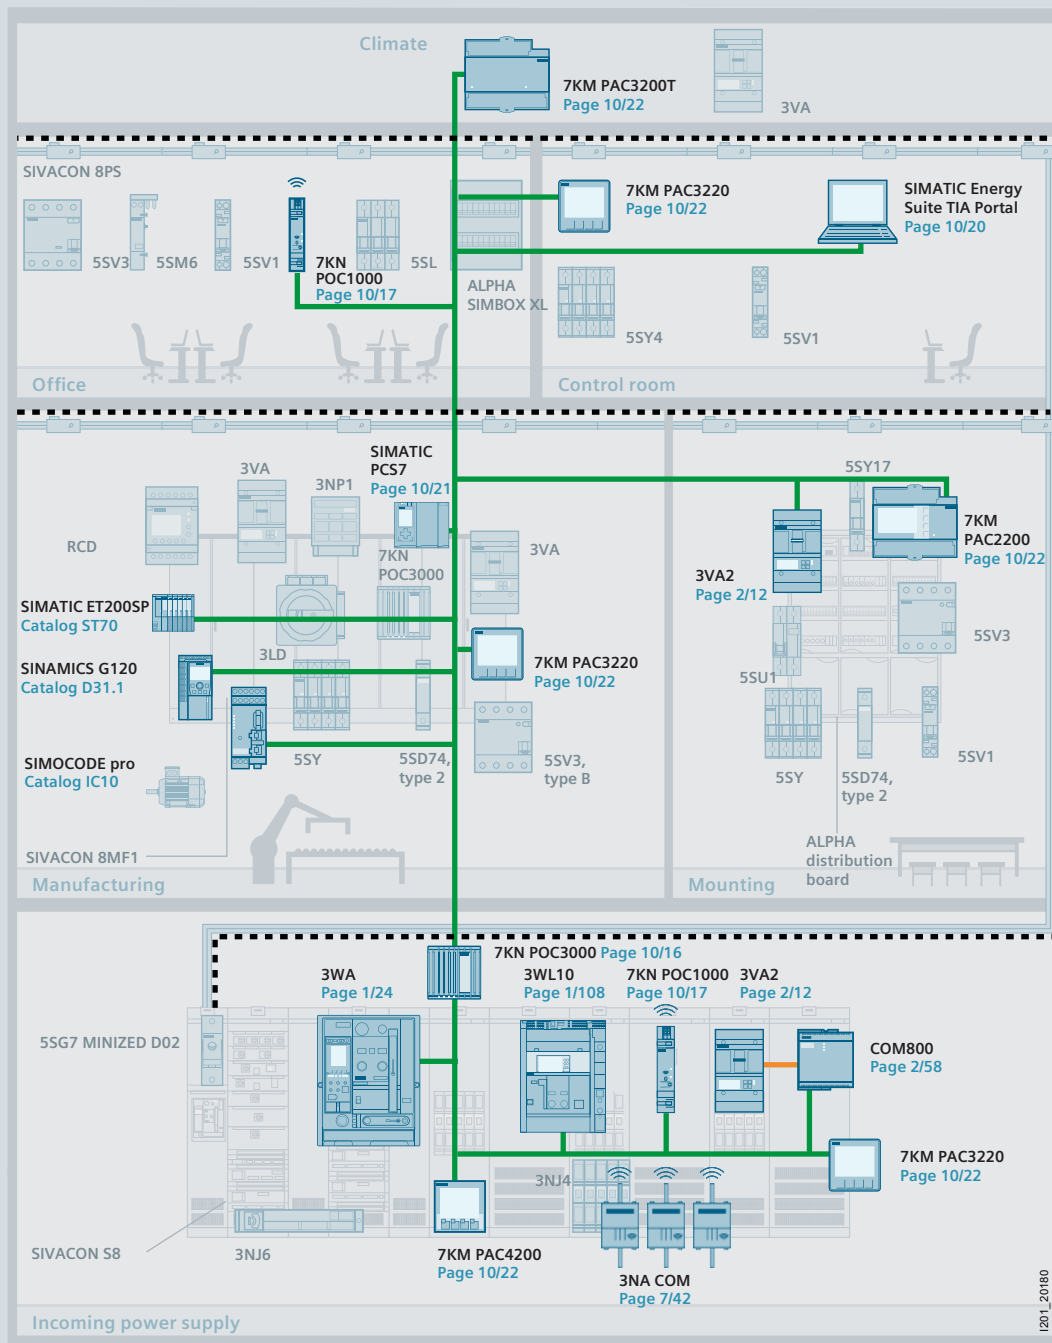 Climate
7KM PAC3200T
Page 10/22
3VA
SIVACON 8PS
5SV3
5SM6
5SV1
7KN
POC1000
Page 10/17
5SL
ALPHA
SIMBOX XL
7KM PAC3220
Page 10/22
SIMATIC Energy
Suite TIA Portal
Page 10/20
5SY4
5SV1
Office
Control room
SIMATIC
PCS7
Page 10/21
3VA
3NP1
RCD
7KN
POC3000
3VA
SIMATIC ET200SP
Catalog ST70
3LD
SINAMICS G120
Catalog D31.1
7KM PAC3220
Page 10/22
SIMOCODE pro
Catalog IC10
5SY
5SD74,
type 2
5SV3,
type B
SIVACON 8MF1
Manufacturing
5SY17
7KM
PAC2200
Page 10/22
3VA2
Page 2/12
5SV3
5SU1
5SY
5SD74,
type 2
5SV1
ALPHA
distribution
board
Mounting
7KN POC3000 Page 10/16
3WA
Page 1/24
3WL10
Page 1/108
7KN POC1000
Page 10/17
3VA2
Page 2/12
5SG7 MINIZED D02
COM800
Page 2/58
7KM PAC3220
Page 10/22
3NJ4
SIVACON S8
3NJ6
7KM PAC4200
Page 10/22
3NA COM
Page 7/42
Incoming power supply
I201_20180